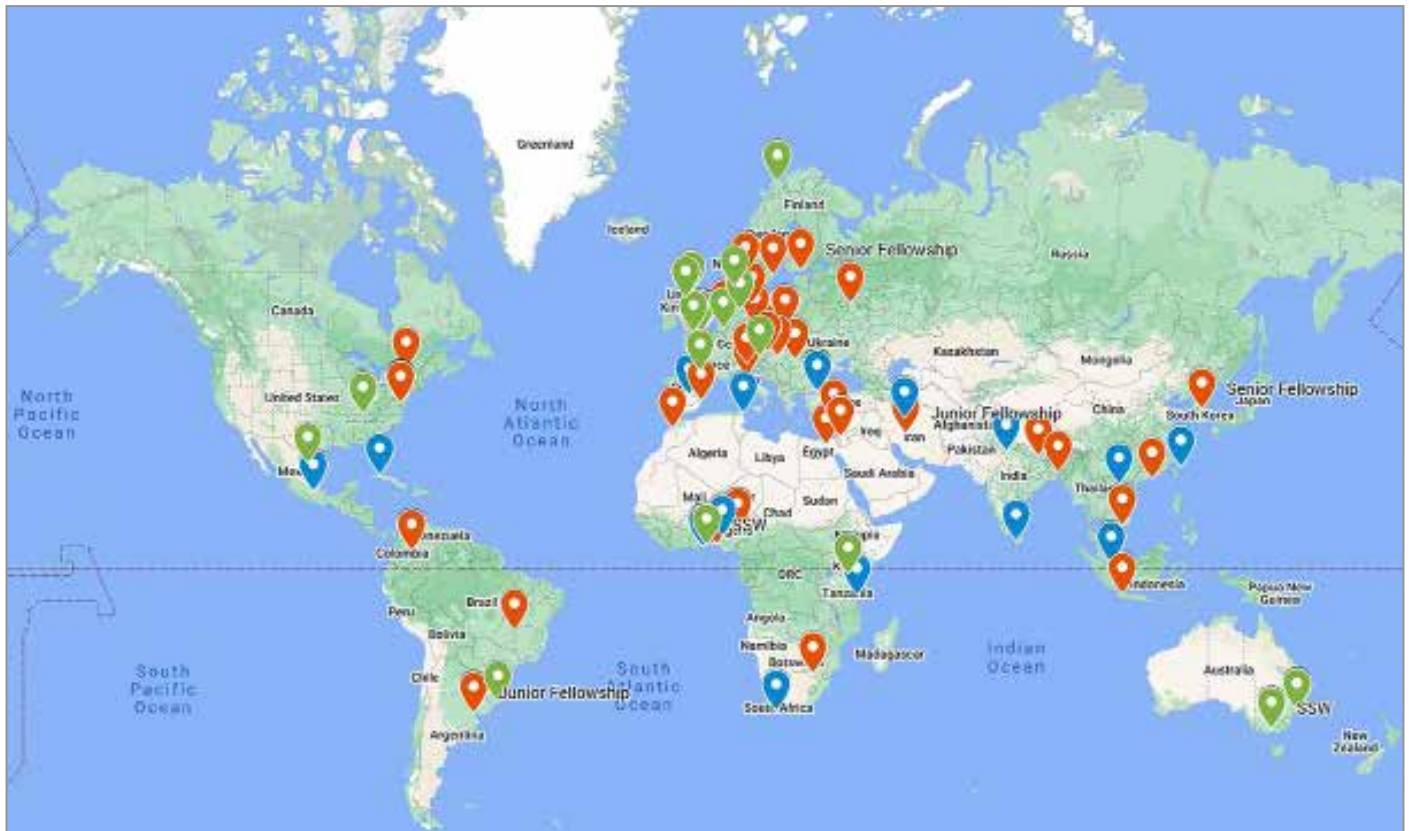 Greenland
Finland
Iceland
Senior Fellowship
Russia
Canada
Ukraine
Kazakhstan
Mongolia
United States
North
Pacific
Ocean
North
Atlantic
Ocean
Senior Fellowship
Japan
China
South Korea
Junior Fellowship
Iraq
Iran
Pakistan
Algeria
Libya
Egypt
Saudi Arabia
India
Mali
Chad
Sudan
SSW
Colombia
DRC
Tanzania
Indonesia
Papua New
Guinea
Brazil
Peru
Angola
Bolivia
Namibia
Madagascar
Indian
Ocean
South
Pacific
Ocean
Chile
South
Atlantic
Ocean
Junior Fellowship
Australia
South Africa
SSW
Argentina
New
Zealand